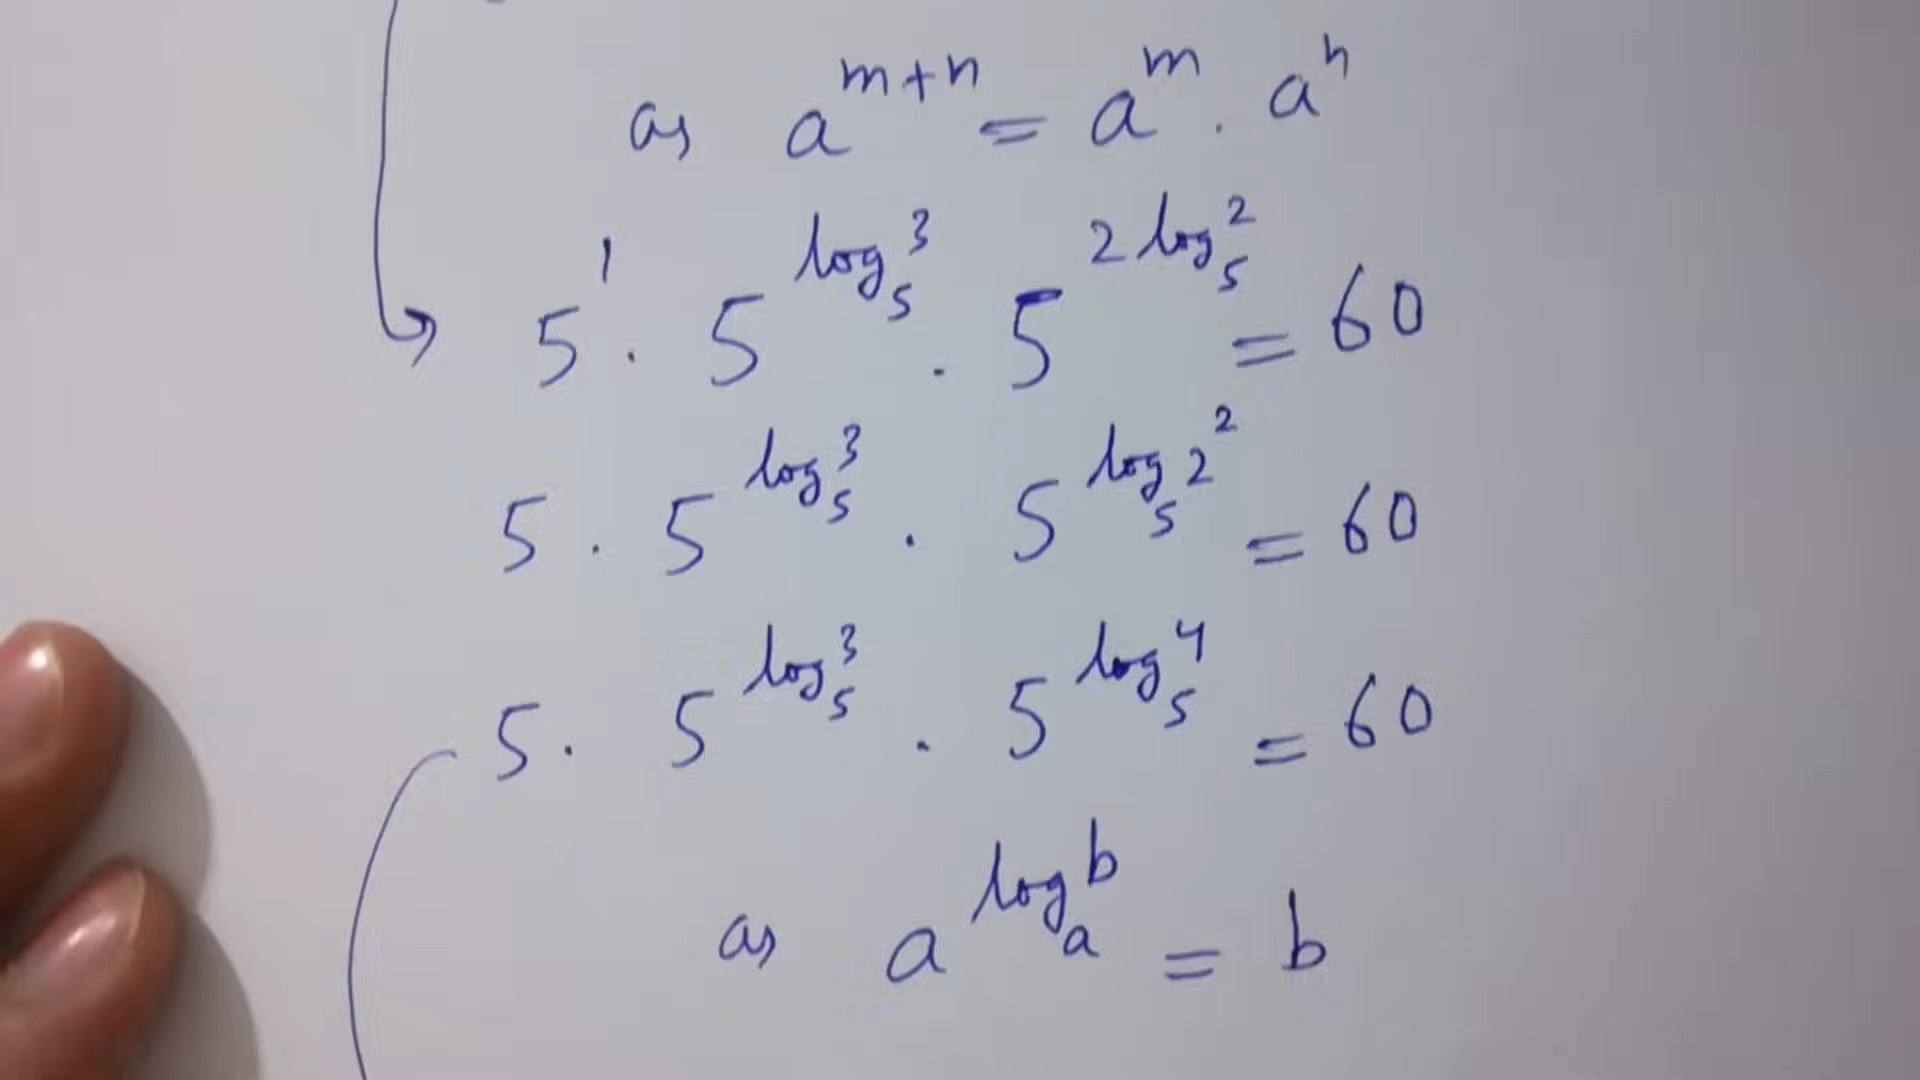 as a^{m+n} = a^m . a^n
5^1 . 5^{log_5 3} . 5^{2 log_5 2} = 60
5 . 5^{log_5 3} . 5^{log_5 2^2} = 60
5 . 5^{log_5 3} . 5^{log_5 4} = 60
as a^{log_a b} = b